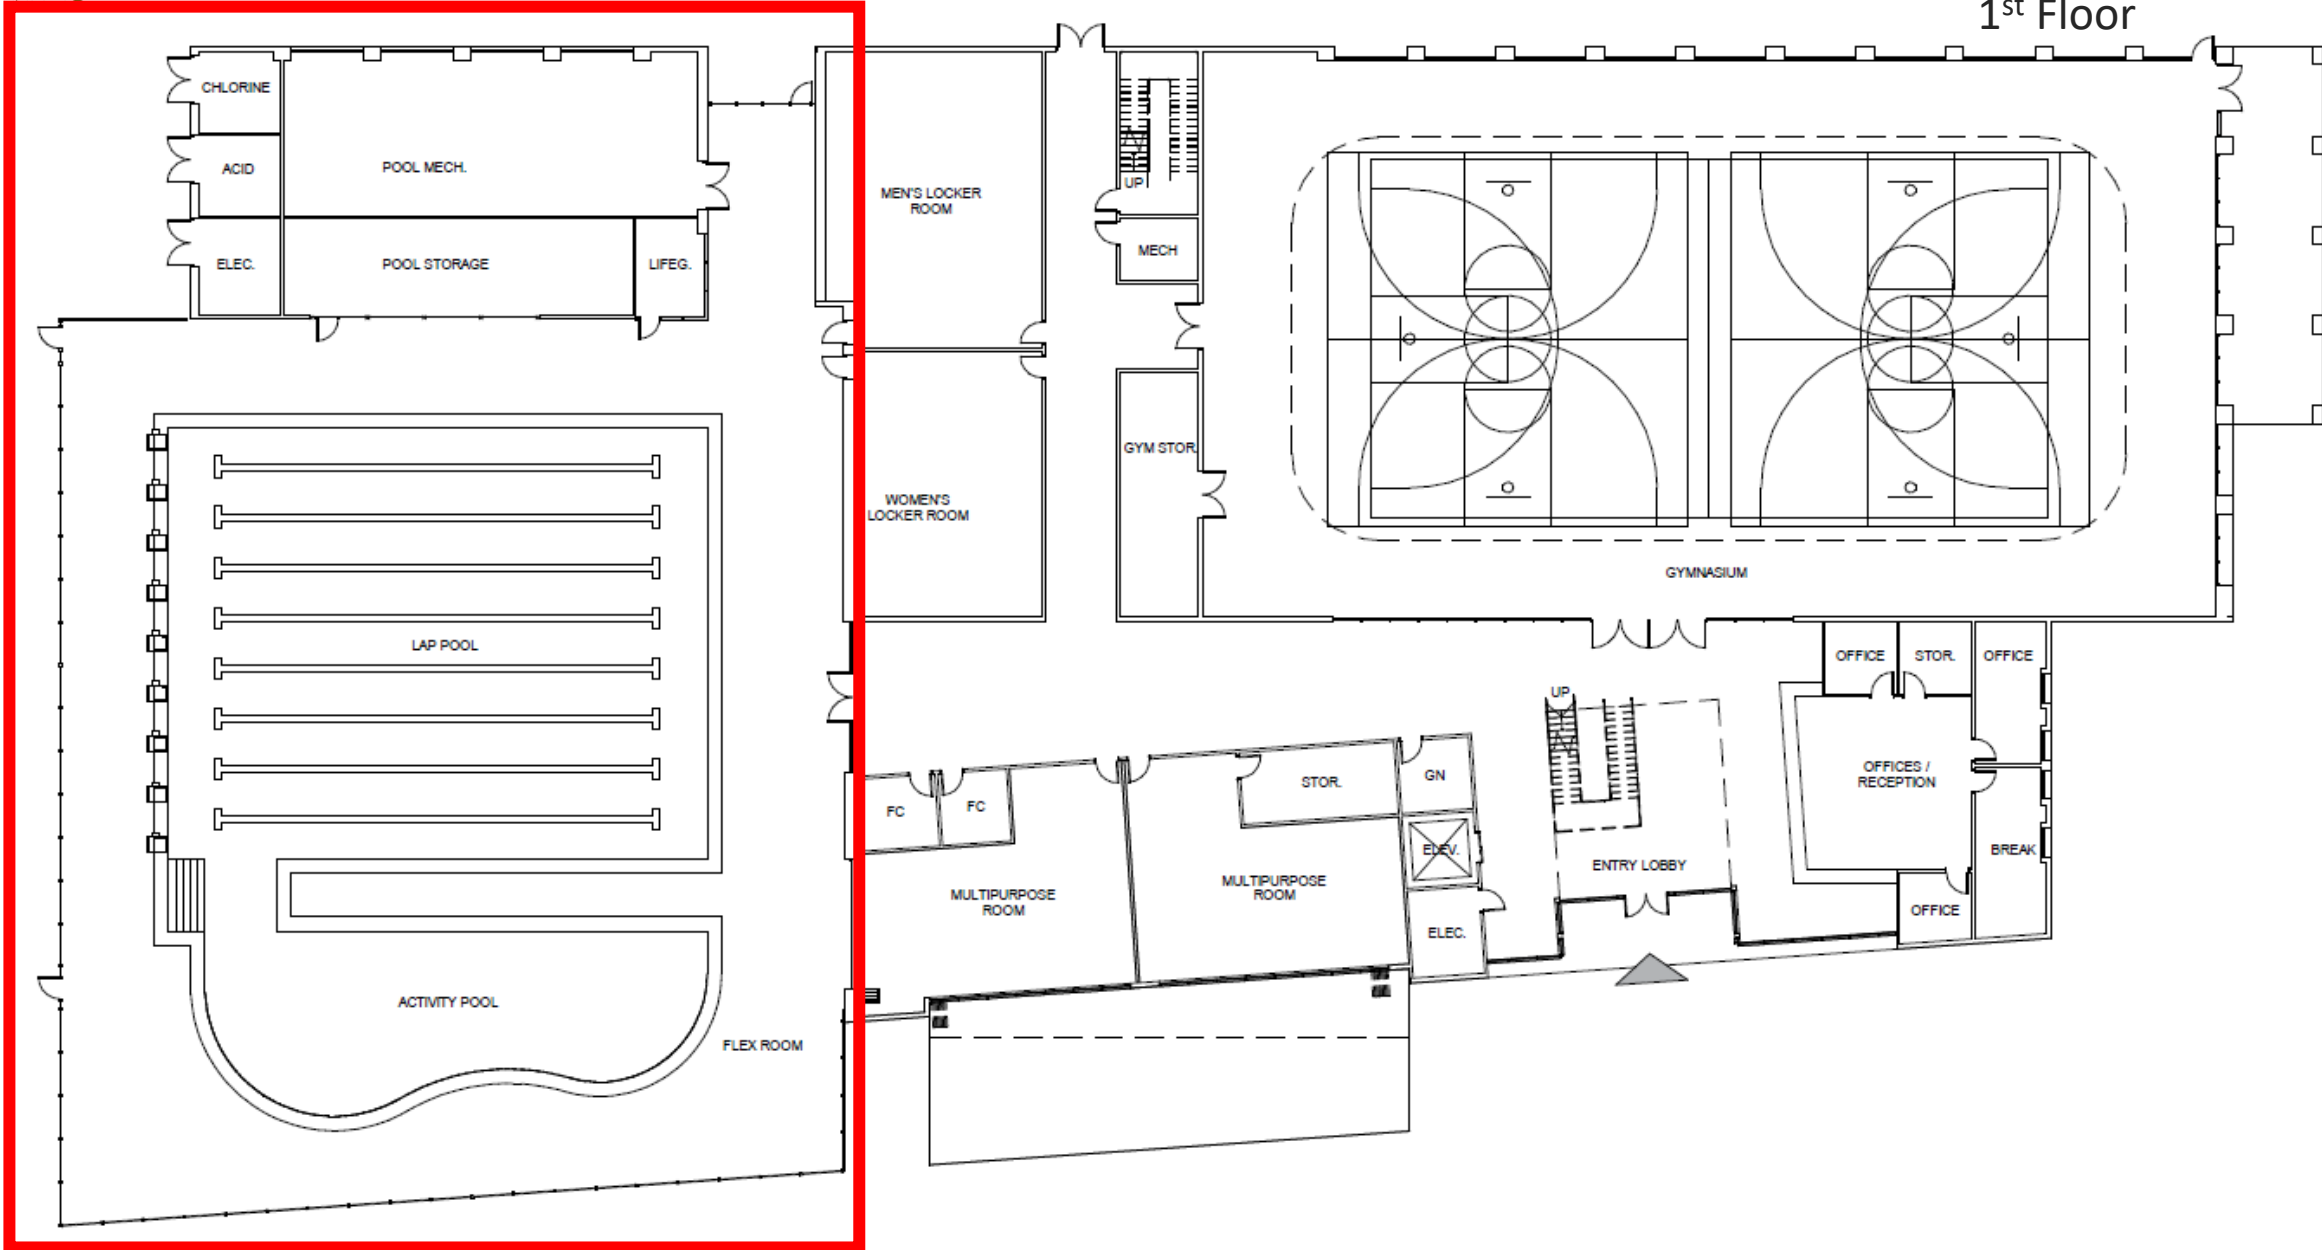 1st Floor
CHLORINE
ACID
POOL MECH.
ELEC.
POOL STORAGE
LIFEG.
MEN'S LOCKER
ROOM
UP
MECH
GYM STOR.
WOMEN'S
LOCKER ROOM
GYMNASIUM
LAP POOL
OFFICE
STOR.
OFFICE
UP
OFFICES /
RECEPTION
STOR.
GN
FC
FC
ELEV.
BREAK
ENTRY LOBBY
MULTIPURPOSE
ROOM
MULTIPURPOSE
ROOM
OFFICE
ELEC.
ACTIVITY POOL
FLEX ROOM